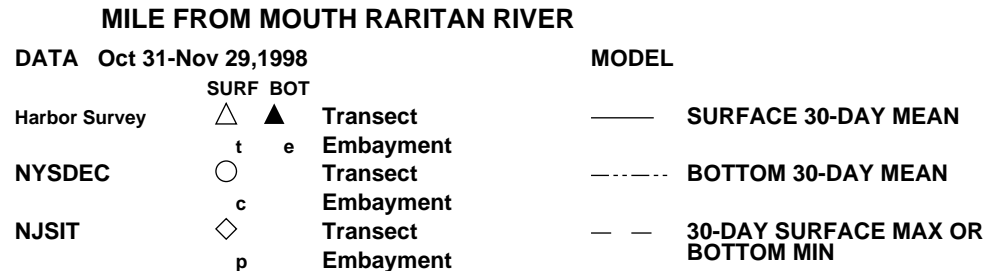 MILE FROM MOUTH RARITAN RIVER
DATA Oct 31-Nov 29,1998 MODEL
SURF BOT
Harbor Survey Transect SURFACE 30-DAY MEAN
t e Embayment
NYSDEC Transect BOTTOM 30-DAY MEAN
c Embayment
NJSIT Transect 30-DAY SURFACE MAX OR
BOTTOM MIN
p Embayment